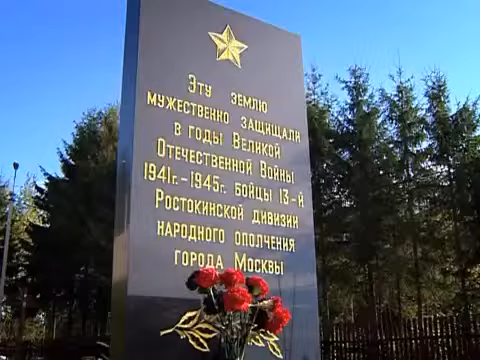 Эту землю
мужественно защищали
в годы Великой
Отечественной Войны
1941г.-1945г. бойцы 13-й
Ростокинской дивизии
народного ополчения
города Москвы